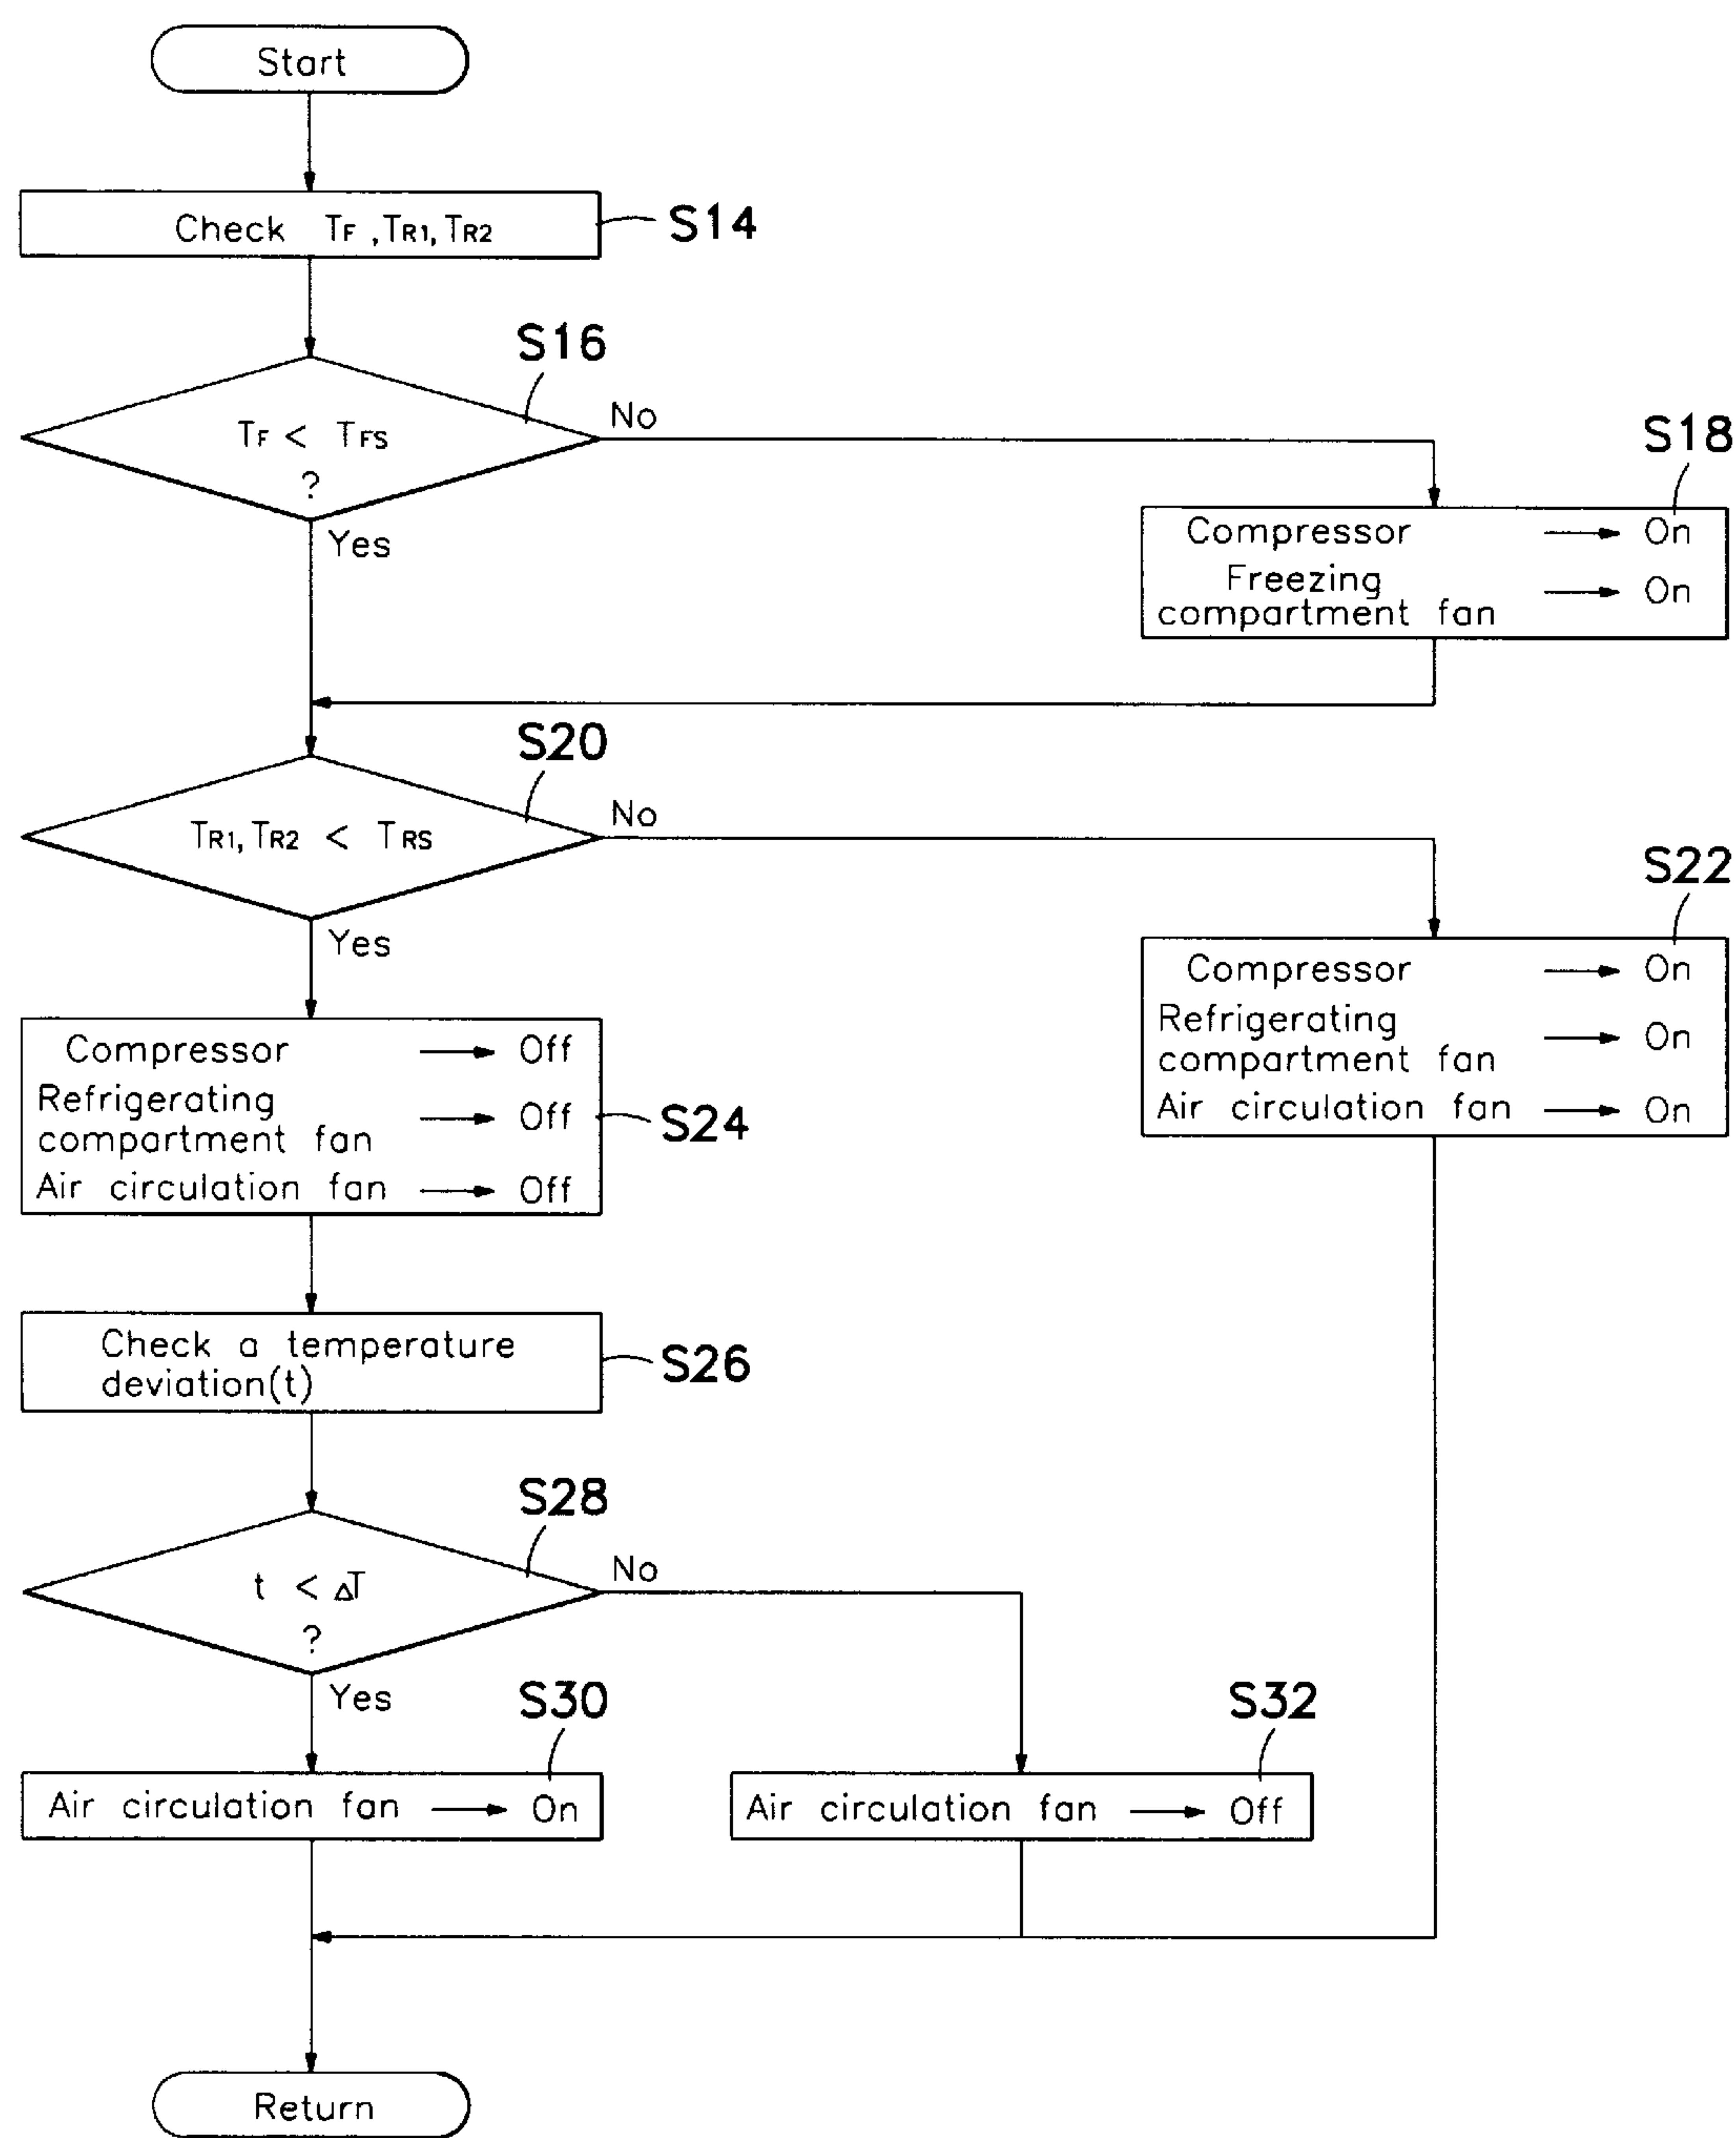 Start
Check TF, TR1, TR2
S14
S16
TF < TFS
?
No
Yes
S18
Compressor → On
Freezing
compartment fan → On
S20
TR1, TR2 < TRS
No
Yes
S22
Compressor → On
Refrigerating
compartment fan → On
Air circulation fan → On
Compressor → Off
Refrigerating
compartment fan → Off
Air circulation fan → Off
S24
Check a temperature
deviation(t)
S26
S28
t < ΔT
?
No
Yes
S30
Air circulation fan → On
S32
Air circulation fan → Off
Return